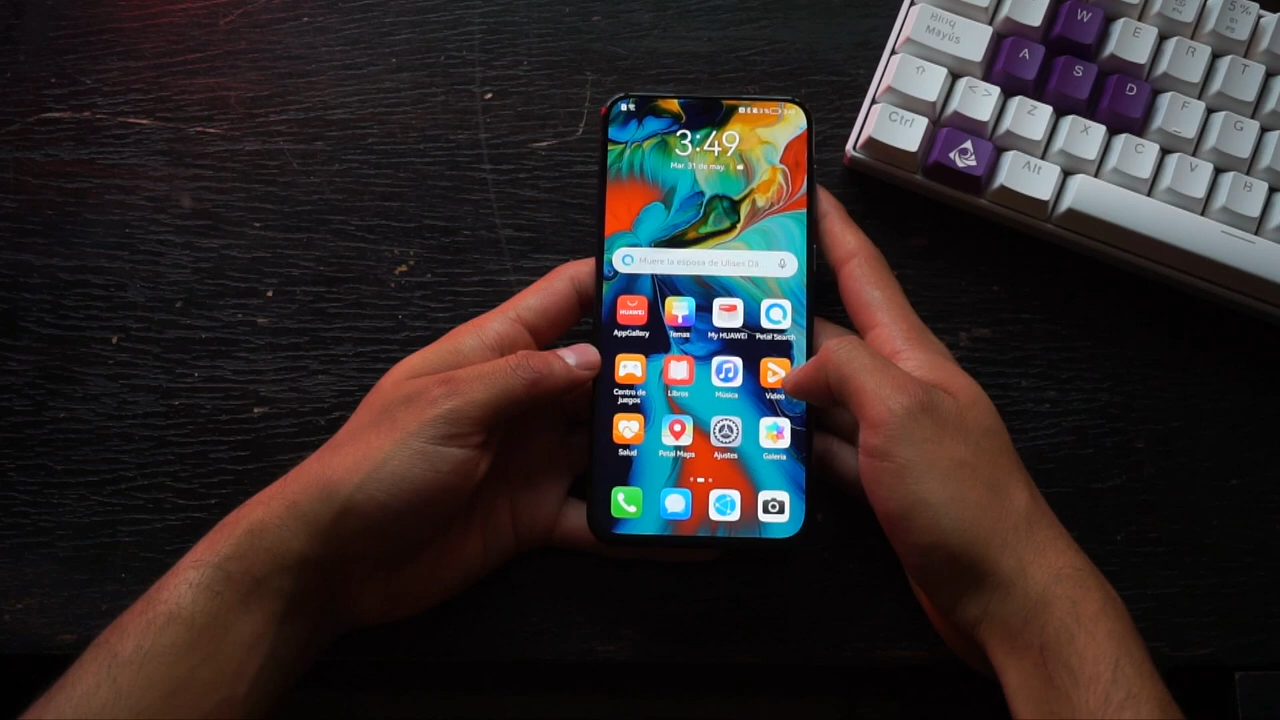 3:49
Mar. 31 de may.
Muere la esposa de Ulises Dá
HUAWEI
AppGallery
Temas
My HUAWEI
Petal Search
Centro de
juegos
Libros
Música
Video
Salud
Petal Maps
Ajustes
Galería
Bloq
Mayús
W
E
R
T
5 %
A
S
D
F
G
< >
Z
X
C
V
B
Ctrl
Alt